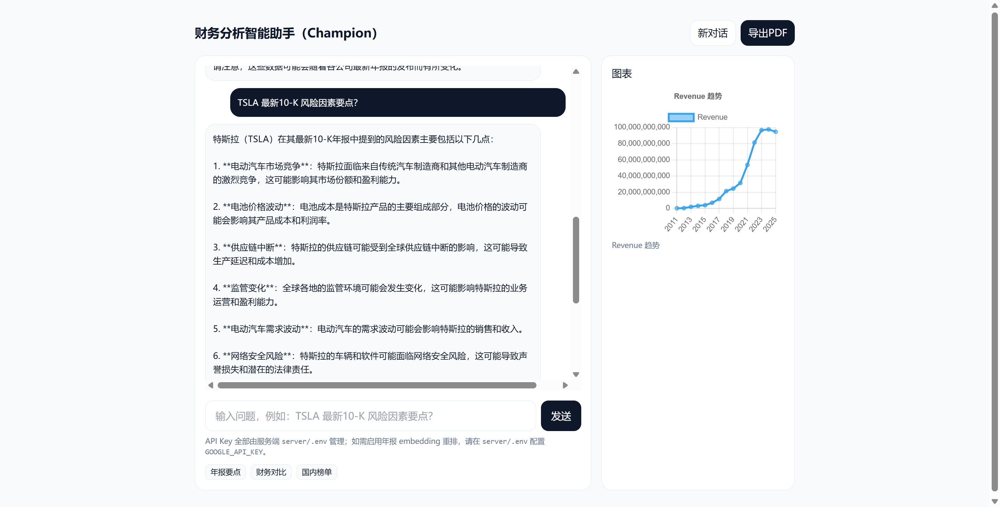 财务分析智能助手（Champion）
新对话
导出PDF
请注意，这些数据可能会随着各公司最新年报的发布而有所变化。
TSLA 最新10-K 风险因素要点？
特斯拉（TSLA）在其最新10-K年报中提到的风险因素主要包括以下几点：
1. **电动汽车市场竞争**：特斯拉面临来自传统汽车制造商和其他电动汽车制造商
的激烈竞争，这可能影响其市场份额和盈利能力。
2. **电池价格波动**：电池成本是特斯拉产品的主要组成部分，电池价格的波动可
能会影响其产品成本和利润率。
3. **供应链中断**：特斯拉的供应链可能受到全球供应链中断的影响，这可能导致
生产延迟和成本增加。
4. **监管变化**：全球各地的监管环境可能会发生变化，这可能影响特斯拉的业务
运营和盈利能力。
5. **电动汽车需求波动**：电动汽车的需求波动可能会影响特斯拉的销售和收入。
6. **网络安全风险**：特斯拉的车辆和软件可能面临网络安全风险，这可能导致声
誉损失和潜在的法律责任。
输入问题，例如：TSLA 最新10-K 风险因素要点？
发送
API Key 全部由服务端 server/.env 管理；如需启用年报 embedding 重排，请在 server/.env 配置
GOOGLE_API_KEY。
年报要点
财务对比
国内榜单
图表
Revenue 趋势
Revenue
100,000,000,000
80,000,000,000
60,000,000,000
40,000,000,000
20,000,000,000
0
2011
2013
2015
2017
2019
2021
2023
2025
Revenue 趋势